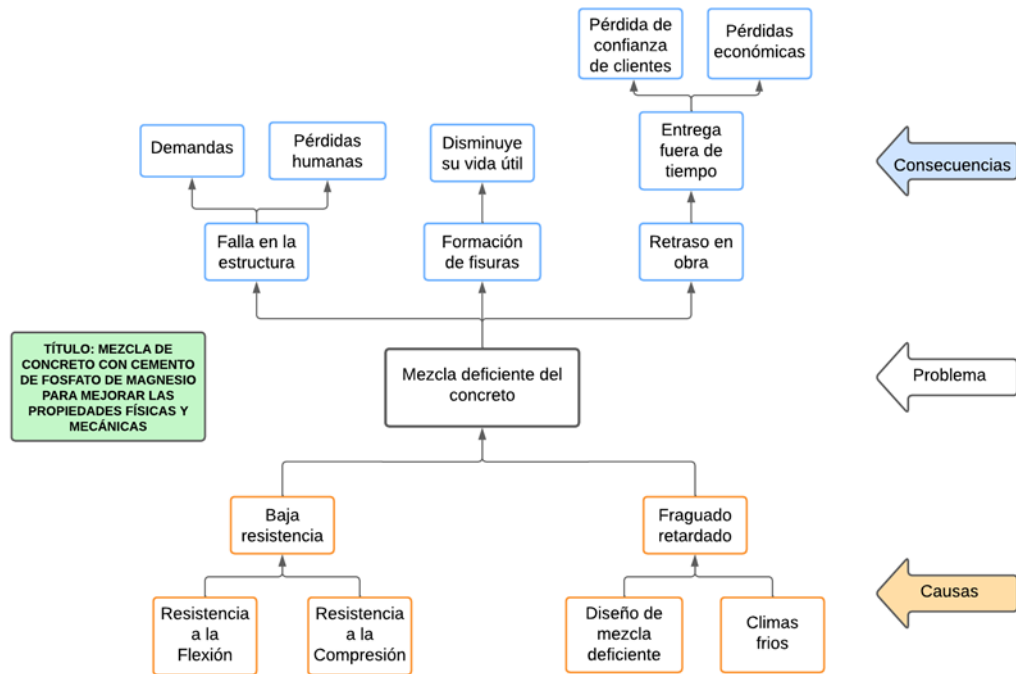 Pérdida de
confianza
de clientes
Pérdidas
económicas
Demandas
Pérdidas
humanas
Disminuye
su vida útil
Entrega
fuera de
tiempo
Consecuencias
Falla en la
estructura
Formación
de fisuras
Retraso en
obra
TÍTULO: MEZCLA DE
CONCRETO CON CEMENTO
DE FOSFATO DE MAGNESIO
PARA MEJORAR LAS
PROPIEDADES FÍSICAS Y
MECÁNICAS
Mezcla deficiente del
concreto
Problema
Baja
resistencia
Fraguado
retardado
Causas
Resistencia
a la
Flexión
Resistencia
a la
Compresión
Diseño de
mezcla
deficiente
Climas
frios